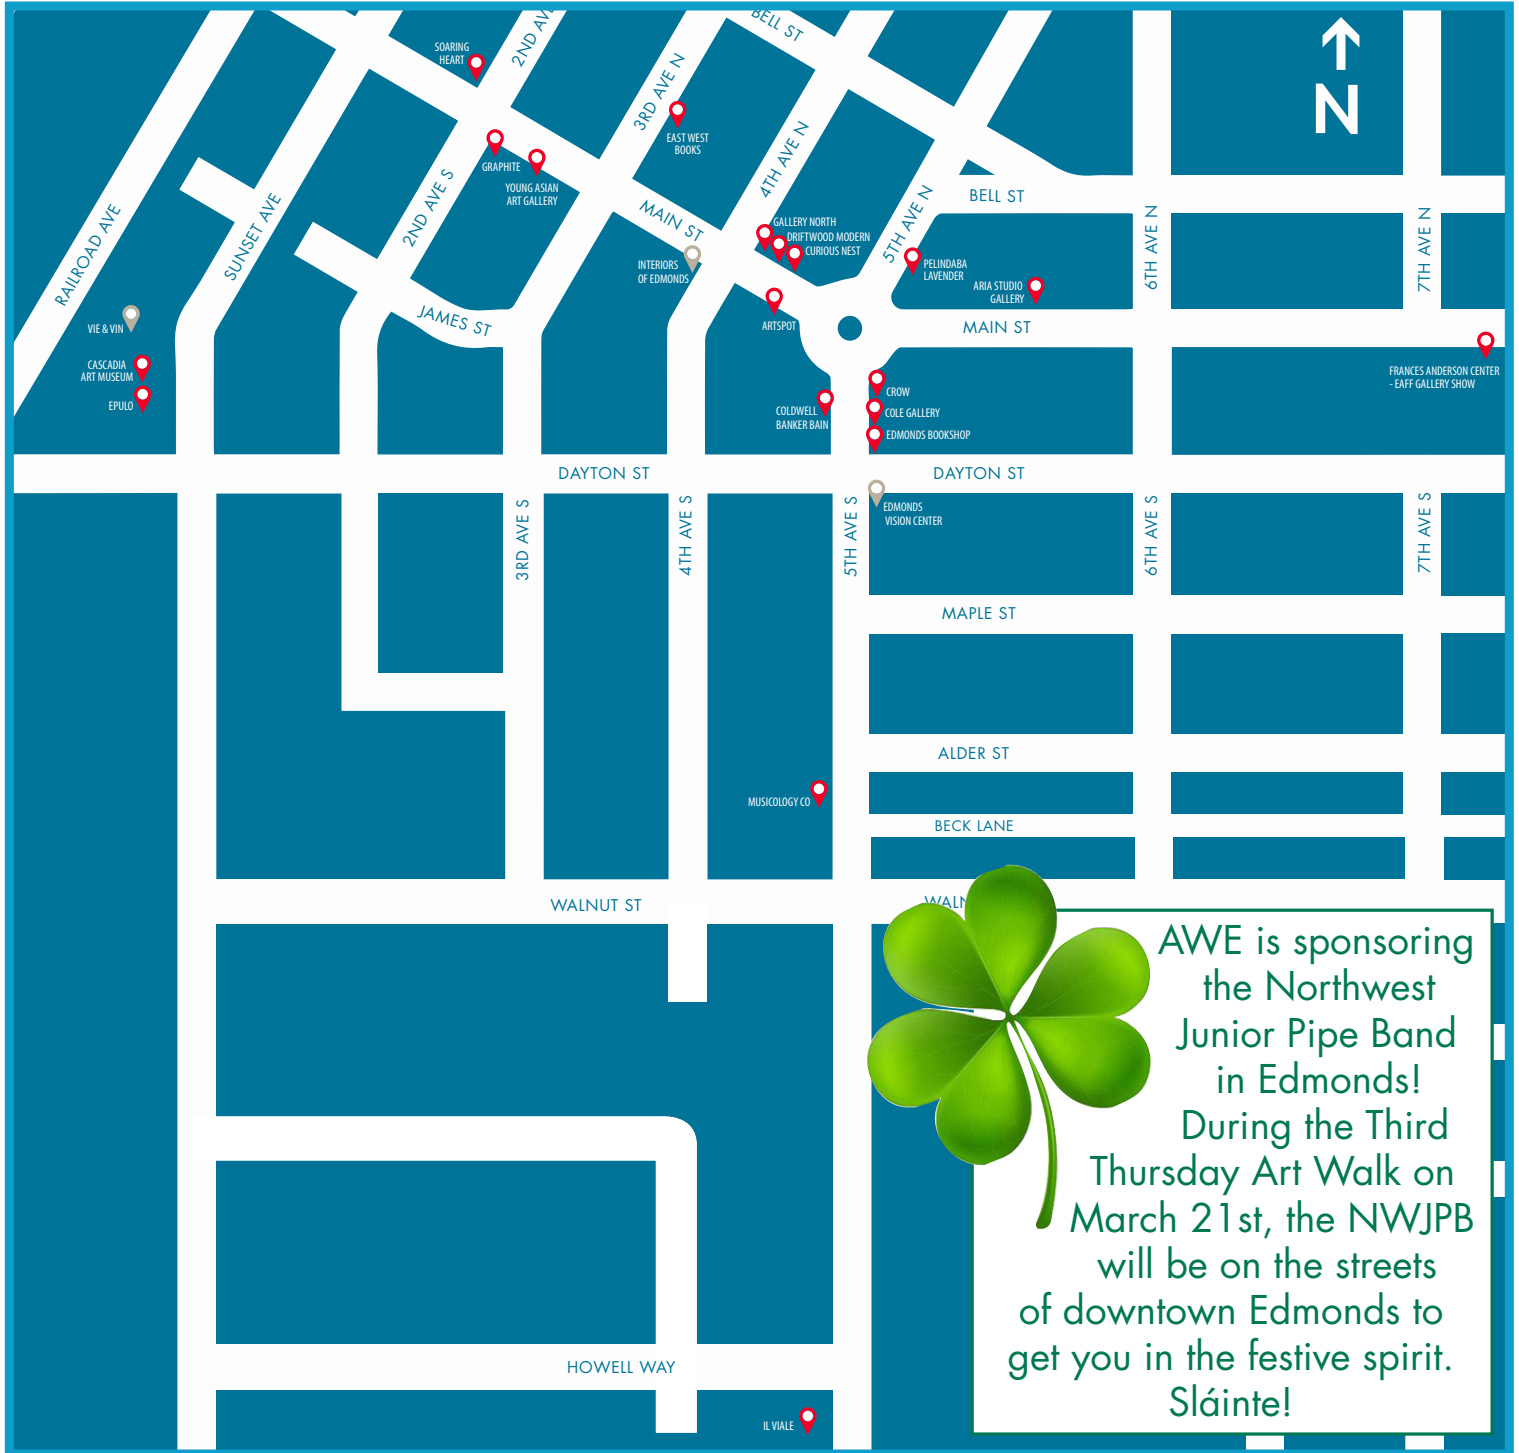 BELL ST
2ND AVE
SOARING
HEART
N
3RD AVE N
EAST WEST
BOOKS
GRAPHITE
YOUNG ASIAN
ART GALLERY
4TH AVE N
2ND AVE S
MAIN ST
BELL ST
RAILROAD AVE
SUNSET AVE
GALLERY NORTH
DRIFTWOOD MODERN
CURIOUS NEST
5TH AVE N
6TH AVE N
7TH AVE N
INTERIORS
OF EDMONDS
PELINDABA
LAVENDER
ARIA STUDIO
GALLERY
VIE & VIN
JAMES ST
ARTSPOT
MAIN ST
CASCADIA
ART MUSEUM
EPULO
FRANCES ANDERSON CENTER
- EAFF GALLERY SHOW
CROW
COLDWELL
BANKER BAIN
COLE GALLERY
EDMONDS BOOKSHOP
DAYTON ST
DAYTON ST
EDMONDS
VISION CENTER
3RD AVE S
4TH AVE S
5TH AVE S
6TH AVE S
7TH AVE S
MAPLE ST
ALDER ST
MUSICOLOGY CO
BECK LANE
WALNUT ST
WALN
AWE is sponsoring
the Northwest
Junior Pipe Band
in Edmonds!
During the Third
Thursday Art Walk on
March 21st, the NWJPB
will be on the streets
of downtown Edmonds to
get you in the festive spirit.
Sláinte!
HOWELL WAY
IL VIALE